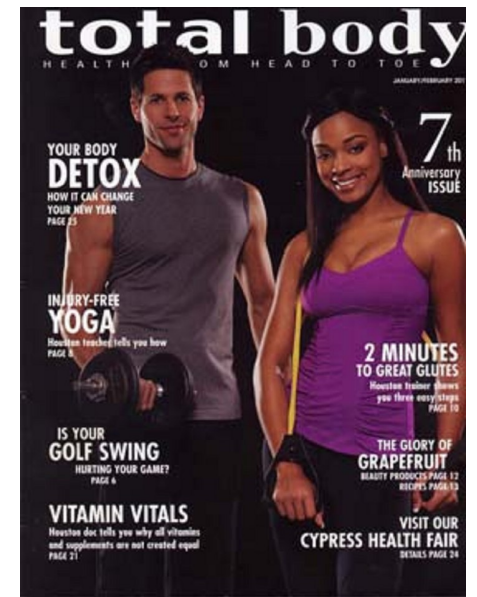 total body
HEALTH FROM HEAD TO TOE
JANUARY/FEBRUARY 201
7th
Anniversary
ISSUE
YOUR BODY
DETOX
HOW IT CAN CHANGE
YOUR NEW YEAR
PAGE 25
INJURY-FREE
YOGA
Houston teacher tells you how
PAGE 8
2 MINUTES
TO GREAT GLUTES
Houston trainer shows
you three easy steps
PAGE 10
IS YOUR
GOLF SWING
HURTING YOUR GAME?
PAGE 6
THE GLORY OF
GRAPEFRUIT
BEAUTY PRODUCTS PAGE 12
RECIPES PAGE 13
VITAMIN VITALS
Houston doc tells you why all vitamins
and supplements are not created equal
PAGE 21
VISIT OUR
CYPRESS HEALTH FAIR
DETAILS PAGE 24